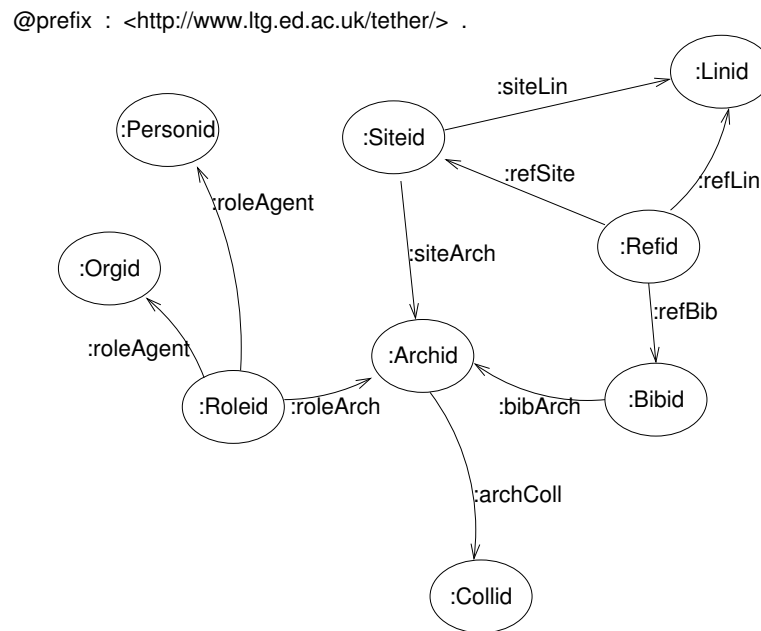 @prefix : <http://www.ltg.ed.ac.uk/tether/> .
:Linid
:siteLin
:Personid
:Siteid
:refSite
:refLin
:roleAgent
:Refid
:siteArch
:Orgid
:refBib
:roleAgent
:Archid
:Roleid
:roleArch
:bibArch
:Bibid
:archColl
:Collid